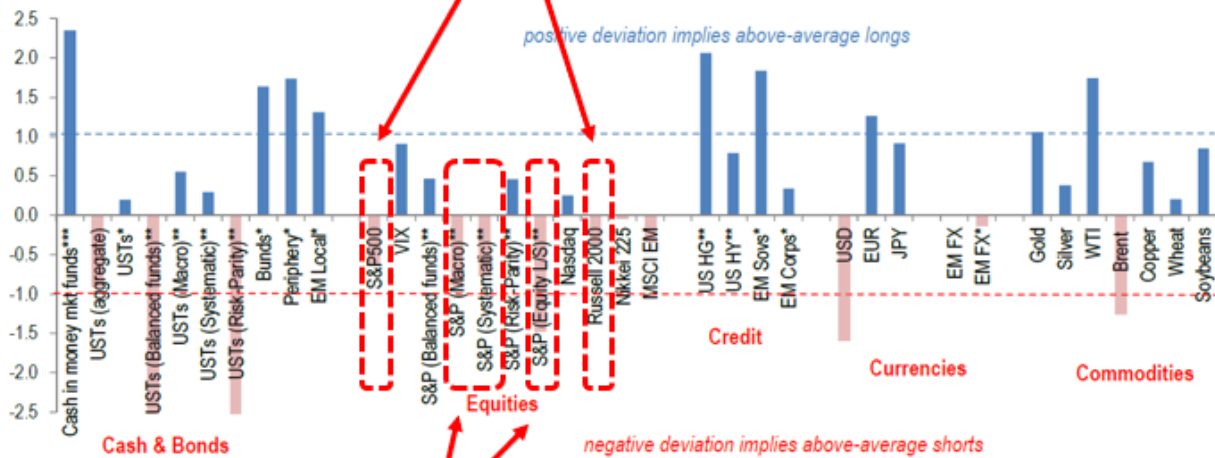 2.5
2.0
1.5
1.0
0.5
0.0
-0.5
-1.0
-1.5
-2.0
-2.5
positive deviation implies above-average longs
Cash in money mkt funds***
USTs (aggregate)
USTs*
USTs (Balanced funds)**
USTs (Macro)**
USTs (Systematic)**
USTs (Risk-Parity)**
Bunds*
Periphery*
EM Local*
S&P500
VIX
S&P (Balanced funds)**
S&P (Macro)**
S&P (Systematic)**
S&P (Risk-Parity)**
S&P (Equity L/S)**
Nasdaq
Russell 2000
Nikkei 225
MSCI EM
US HG**
US HY**
EM Sovs*
EM Corps*
USD
EUR
JPY
EM FX
EM FX*
Gold
Silver
WTI
Brent
Copper
Wheat
Soybeans
Cash & Bonds
Equities
Credit
Currencies
Commodities
negative deviation implies above-average shorts